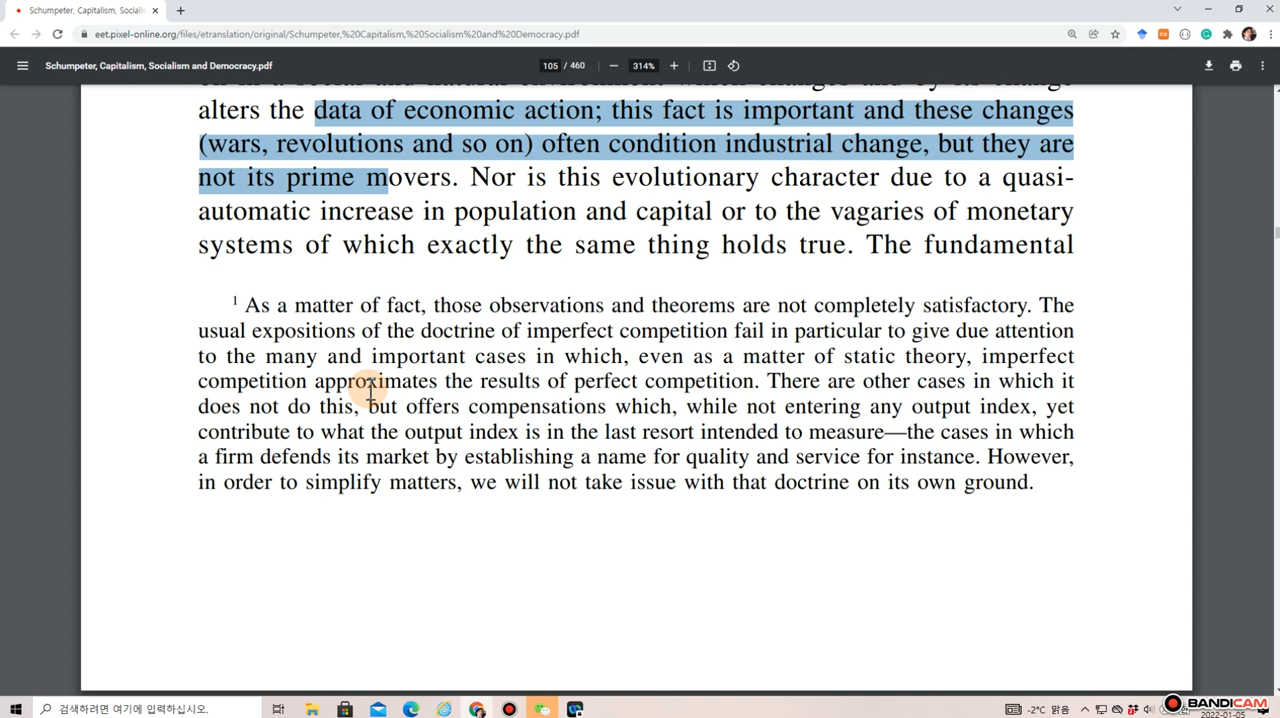 Schumpeter, Capitalism, Sociali
eet.pixel-online.org/files/etranslation/original/Schumpeter,%20Capitalism,%20Socialism%20and%20Democracy.pdf
Schumpeter, Capitalism, Socialism and Democracy.pdf
105 / 460
314%
alters the data of economic action; this fact is important and these changes
(wars, revolutions and so on) often condition industrial change, but they are
not its prime movers. Nor is this evolutionary character due to a quasi-
automatic increase in population and capital or to the vagaries of monetary
systems of which exactly the same thing holds true. The fundamental
1 As a matter of fact, those observations and theorems are not completely satisfactory. The
usual expositions of the doctrine of imperfect competition fail in particular to give due attention
to the many and important cases in which, even as a matter of static theory, imperfect
competition approximates the results of perfect competition. There are other cases in which it
does not do this, but offers compensations which, while not entering any output index, yet
contribute to what the output index is in the last resort intended to measure—the cases in which
a firm defends its market by establishing a name for quality and service for instance. However,
in order to simplify matters, we will not take issue with that doctrine on its own ground.
검색하려면 여기에 입력하십시오.
-2°C 맑음
BANDICAM
2022-01-05